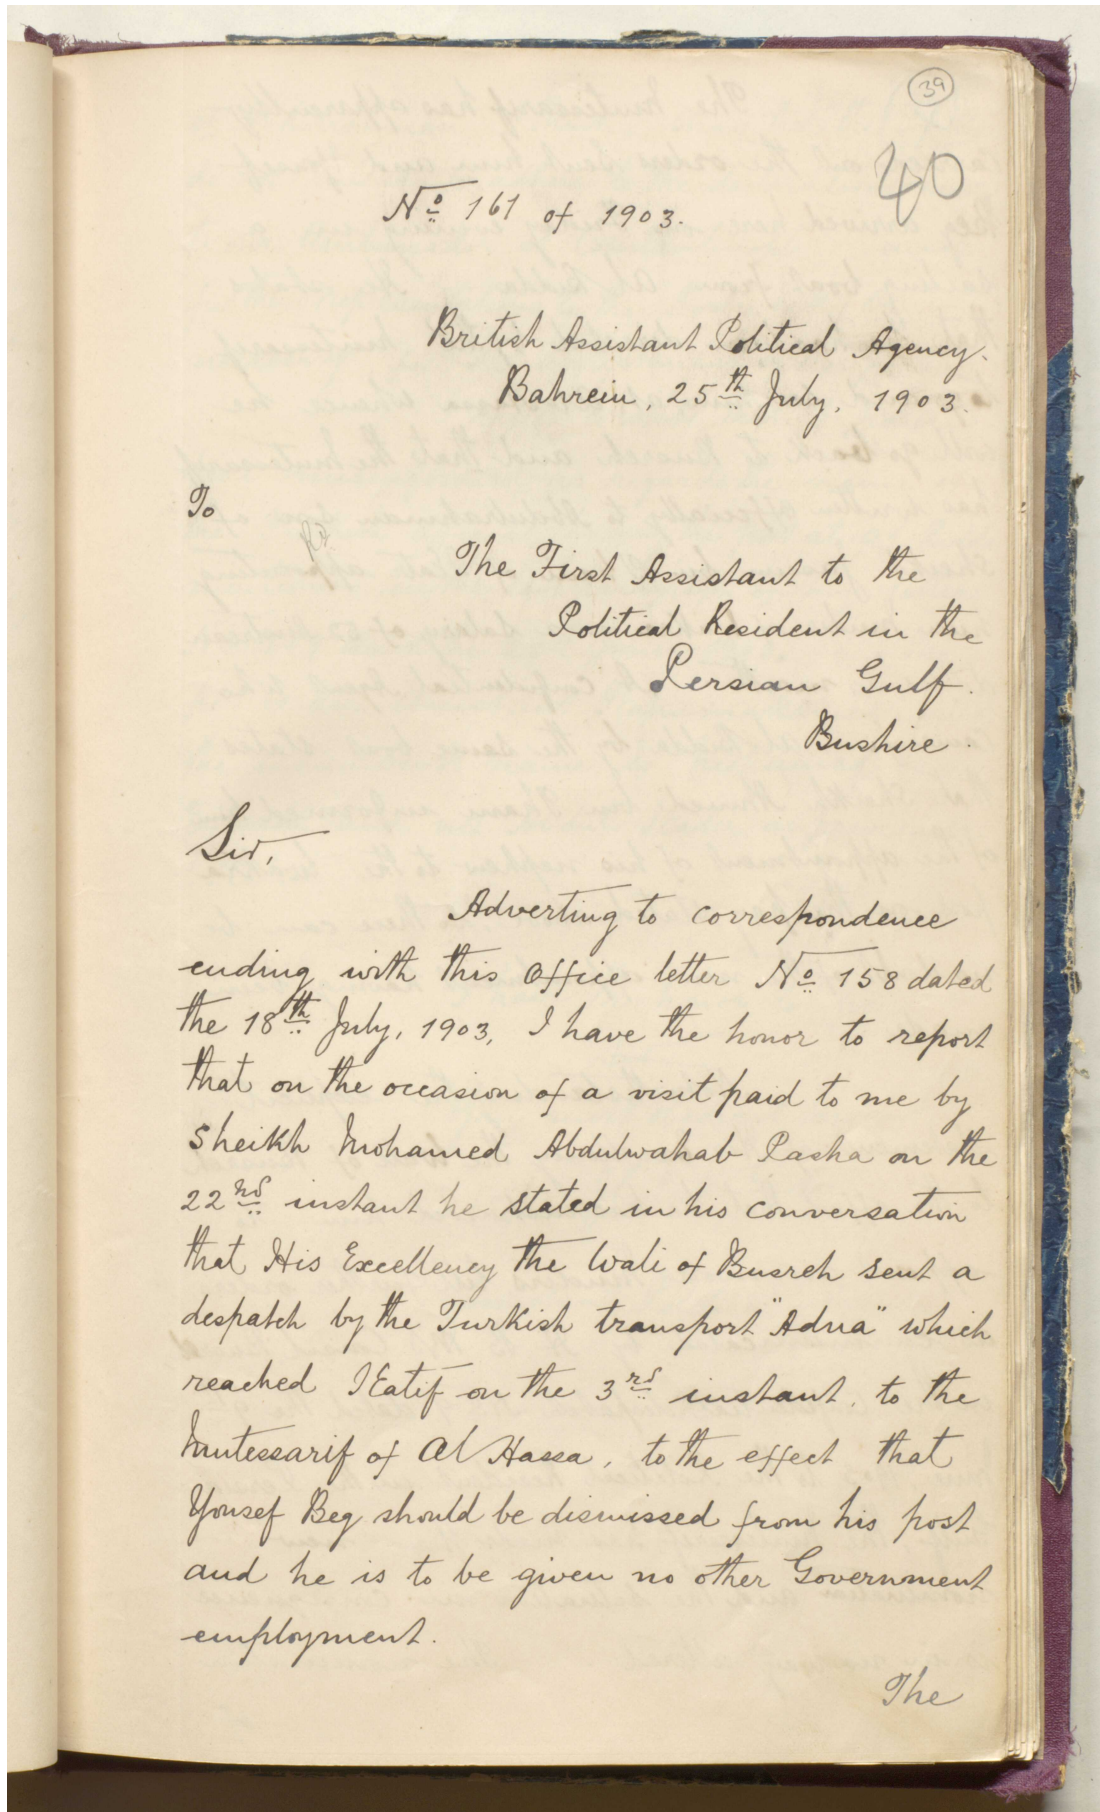 39
40
No 161 of 1903.
British Assistant Political Agency.
Bahrein, 25th July, 1903.
To
The First Assistant to the
Political Resident in the
Persian Gulf.
Bushire.
Sir,
Adverting to correspondence
ending with this Office letter No 158 dated
the 18th July, 1903, I have the honor to report
that on the occasion of a visit paid to me by
Sheikh Mohamed Abdulwahab Pasha on the
22nd instant he stated in his conversation
that His Excellency the Wali of Busreh sent a
despatch by the Turkish transport "Adna" which
reached Katif on the 3rd instant, to the
Mutessarif of Al Hassa, to the effect that
Yousef Beg should be dismissed from his post
and he is to be given no other Government
employment.
The